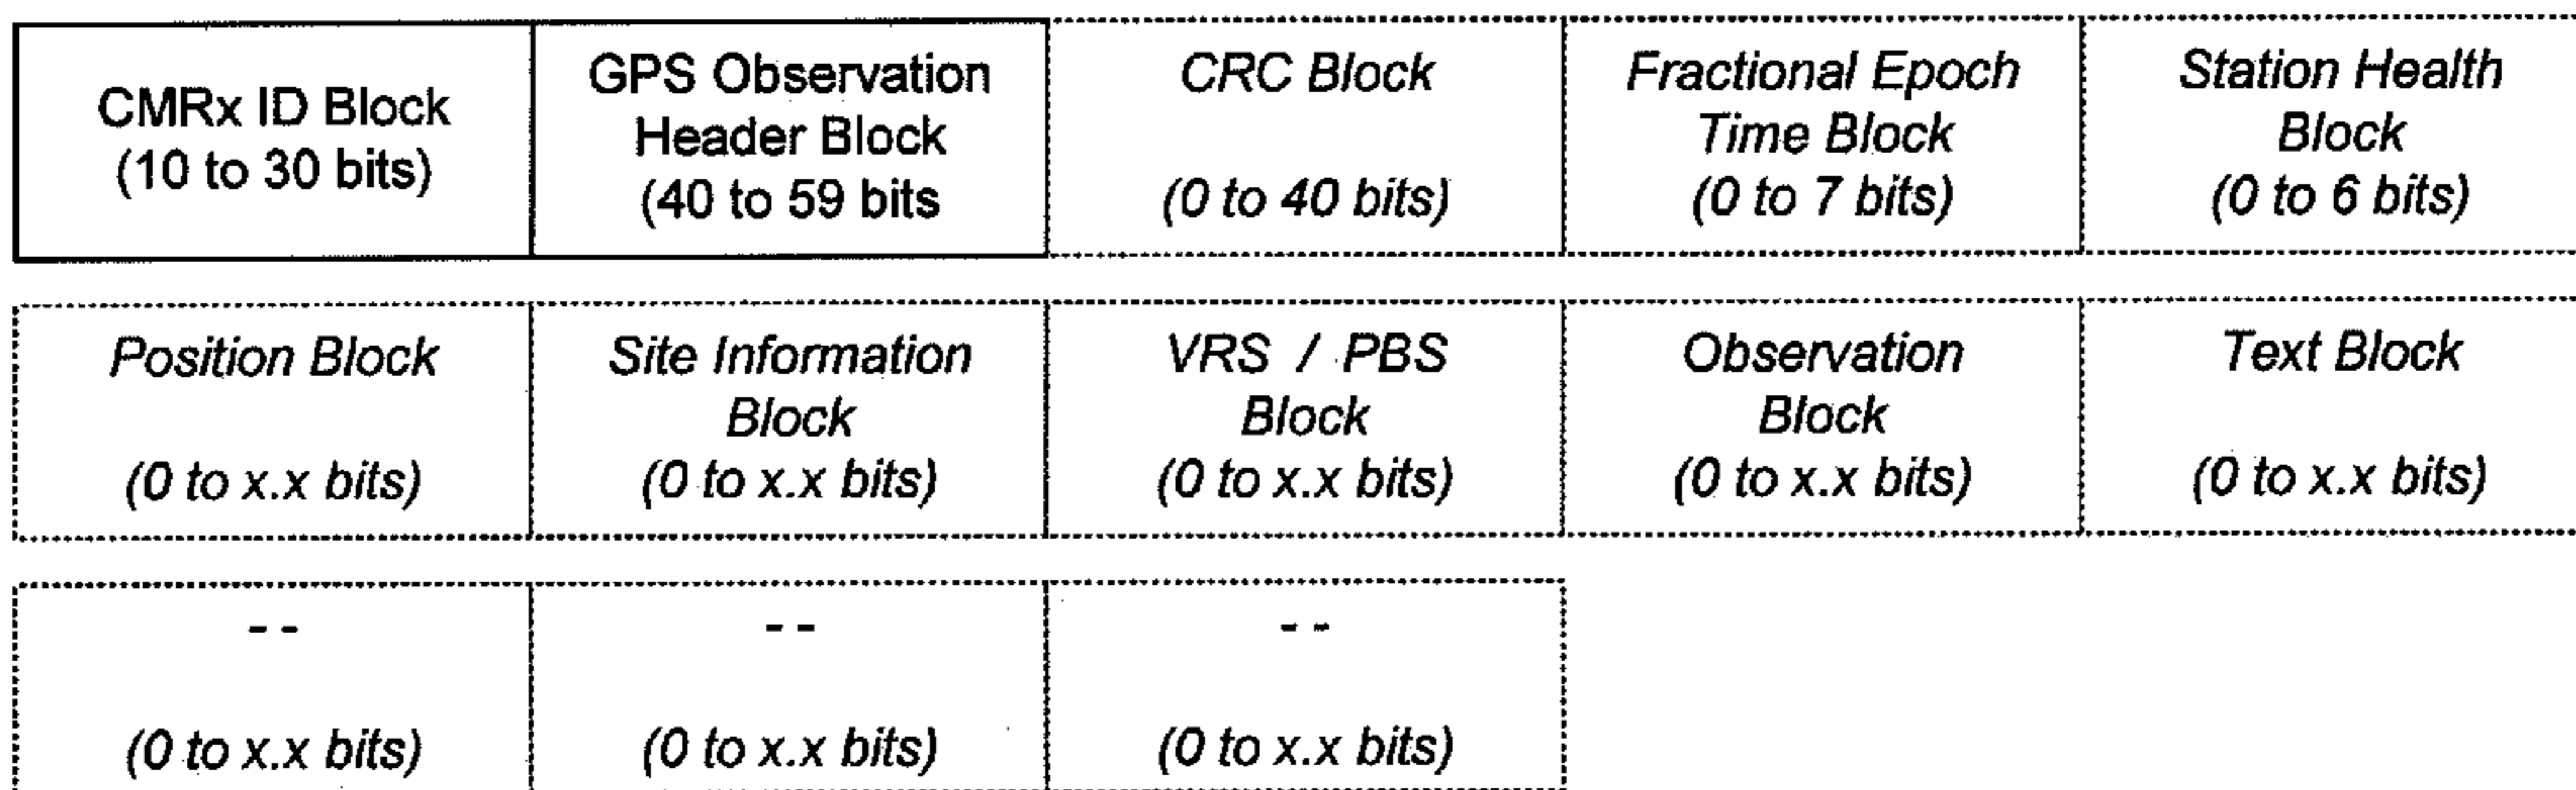 CMRx ID Block
(10 to 30 bits)
GPS Observation
Header Block
(40 to 59 bits
CRC Block
(0 to 40 bits)
Fractional Epoch
Time Block
(0 to 7 bits)
Station Health
Block
(0 to 6 bits)
Position Block
(0 to x.x bits)
Site Information
Block
(0 to x.x bits)
VRS / PBS
Block
(0 to x.x bits)
Observation
Block
(0 to x.x bits)
Text Block
(0 to x.x bits)
--
(0 to x.x bits)
--
(0 to x.x bits)
--
(0 to x.x bits)